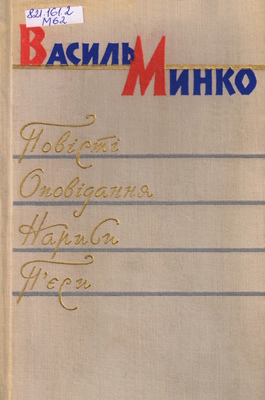 821.161.2
М62
Василь
Минко
Повісті
Оповідання
Нариси
П'єси